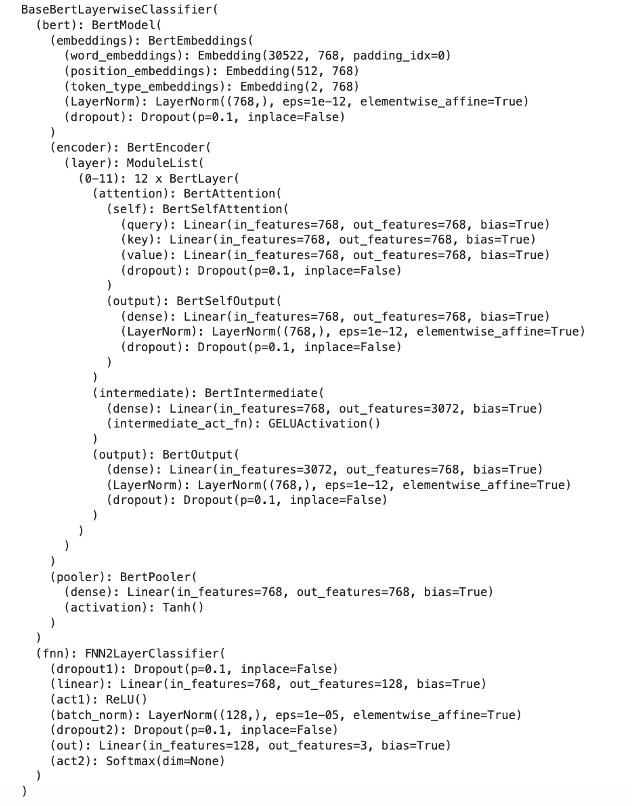 BaseBertLayerwiseClassifier(
  (bert): BertModel(
    (embeddings): BertEmbeddings(
      (word_embeddings): Embedding(30522, 768, padding_idx=0)
      (position_embeddings): Embedding(512, 768)
      (token_type_embeddings): Embedding(2, 768)
      (LayerNorm): LayerNorm((768,), eps=1e-12, elementwise_affine=True)
      (dropout): Dropout(p=0.1, inplace=False)
    )
    (encoder): BertEncoder(
      (layer): ModuleList(
        (0-11): 12 x BertLayer(
          (attention): BertAttention(
            (self): BertSelfAttention(
              (query): Linear(in_features=768, out_features=768, bias=True)
              (key): Linear(in_features=768, out_features=768, bias=True)
              (value): Linear(in_features=768, out_features=768, bias=True)
              (dropout): Dropout(p=0.1, inplace=False)
            )
            (output): BertSelfOutput(
              (dense): Linear(in_features=768, out_features=768, bias=True)
              (LayerNorm): LayerNorm((768,), eps=1e-12, elementwise_affine=True)
              (dropout): Dropout(p=0.1, inplace=False)
            )
          )
          (intermediate): BertIntermediate(
            (dense): Linear(in_features=768, out_features=3072, bias=True)
            (intermediate_act_fn): GELUActivation()
          )
          (output): BertOutput(
            (dense): Linear(in_features=3072, out_features=768, bias=True)
            (LayerNorm): LayerNorm((768,), eps=1e-12, elementwise_affine=True)
            (dropout): Dropout(p=0.1, inplace=False)
          )
        )
      )
    )
    (pooler): BertPooler(
      (dense): Linear(in_features=768, out_features=768, bias=True)
      (activation): Tanh()
    )
  )
  (fnn): FNN2LayerClassifier(
    (dropout1): Dropout(p=0.1, inplace=False)
    (linear): Linear(in_features=768, out_features=128, bias=True)
    (act1): ReLU()
    (batch_norm): LayerNorm((128,), eps=1e-05, elementwise_affine=True)
    (dropout2): Dropout(p=0.1, inplace=False)
    (out): Linear(in_features=128, out_features=3, bias=True)
    (act2): Softmax(dim=None)
  )
)